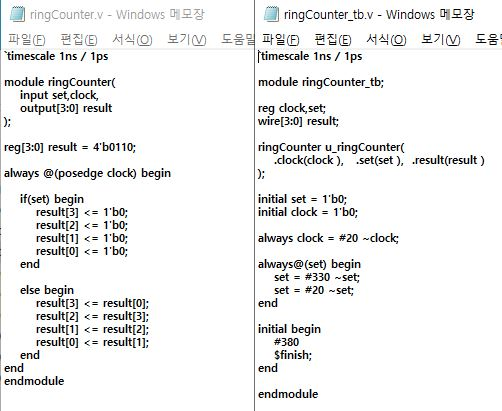 ringCounter.v - Windows 메모장
파일(F) 편집(E) 서식(O) 보기(V) 도움말
`timescale 1ns / 1ps
module ringCounter(
input set,clock,
output[3:0] result
);
reg[3:0] result = 4'b0110;
always @(posedge clock) begin
if(set) begin
result[3] <= 1'b0;
result[2] <= 1'b0;
result[1] <= 1'b0;
result[0] <= 1'b0;
end
else begin
result[3] <= result[0];
result[2] <= result[3];
result[1] <= result[2];
result[0] <= result[1];
end
end
endmodule
ringCounter_tb.v - Windows 메모장
파일(F) 편집(E) 서식(O) 보기(V) 도움말
`timescale 1ns / 1ps
module ringCounter_tb;
reg clock,set;
wire[3:0] result;
ringCounter u_ringCounter(
.clock(clock ), .set(set ), .result(result )
);
initial set = 1'b0;
initial clock = 1'b0;
always clock = #20 ~clock;
always@(set) begin
set = #330 ~set;
set = #20 ~set;
end
initial begin
#380
$finish;
end
endmodule